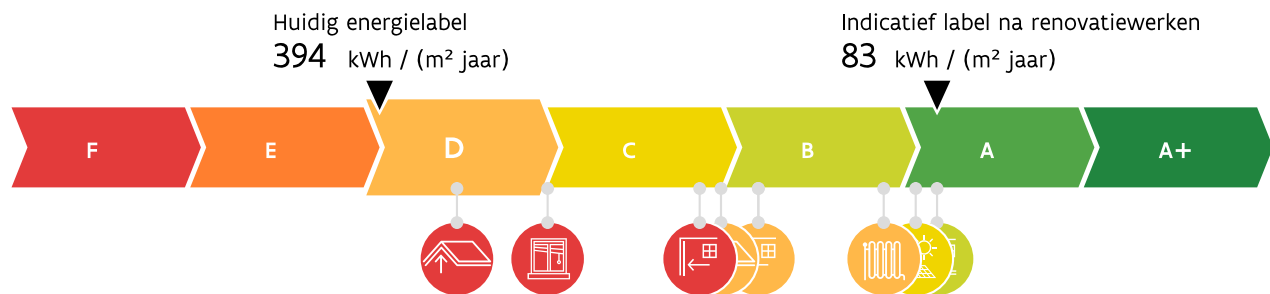 Huidig energielabel
394 kWh / (m² jaar)
Indicatief label na renovatiewerken
83 kWh / (m² jaar)
F E D C B A A+